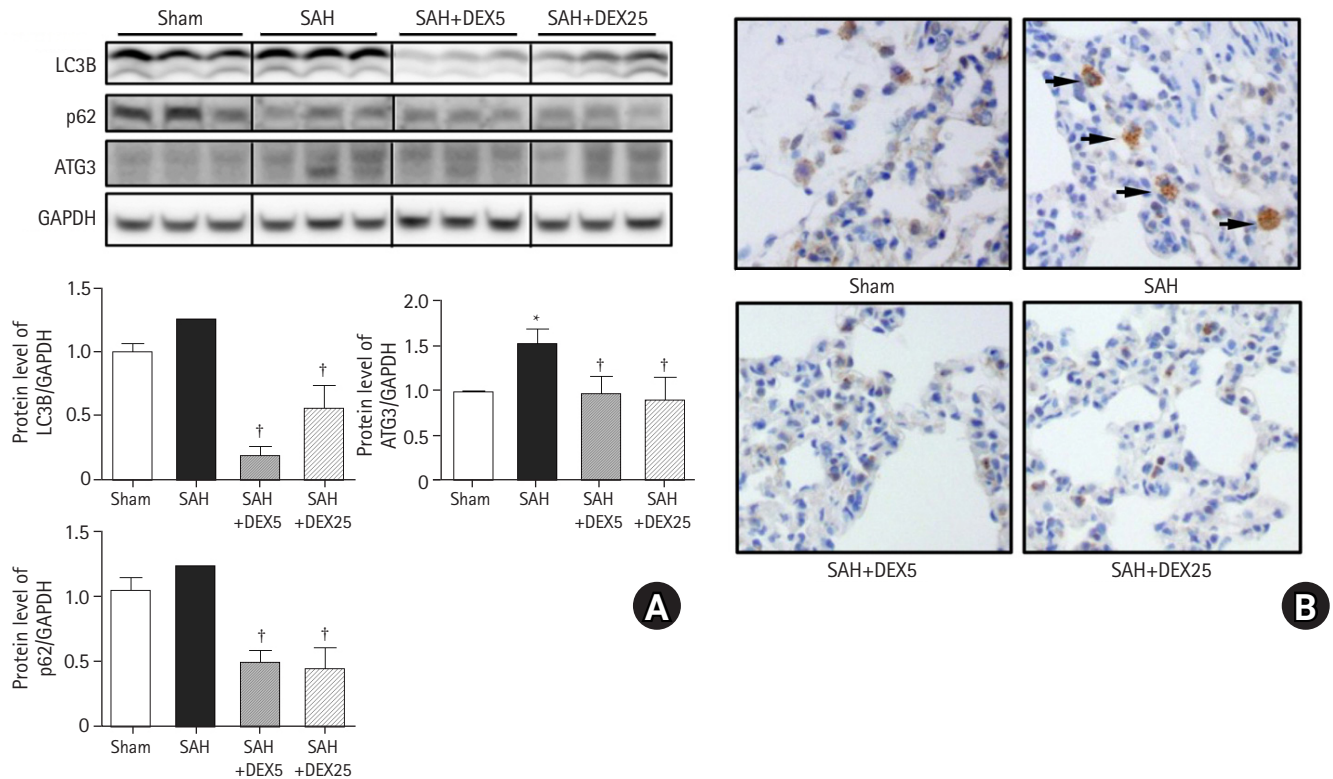 Sham SAH SAH+DEX5 SAH+DEX25
LC3B
p62
ATG3
GAPDH
Protein level of
LC3B/GAPDH
1.5
1.0
0.5
0
†
†
Sham SAH SAH SAH
+DEX5 +DEX25
Protein level of
ATG3/GAPDH
2.0
1.5
1.0
0.5
0
*
†
†
Sham SAH SAH SAH
+DEX5 +DEX25
Protein level of
p62/GAPDH
1.5
1.0
0.5
0
†
†
Sham SAH SAH SAH
+DEX5 +DEX25
A
Sham SAH
SAH+DEX5 SAH+DEX25
B